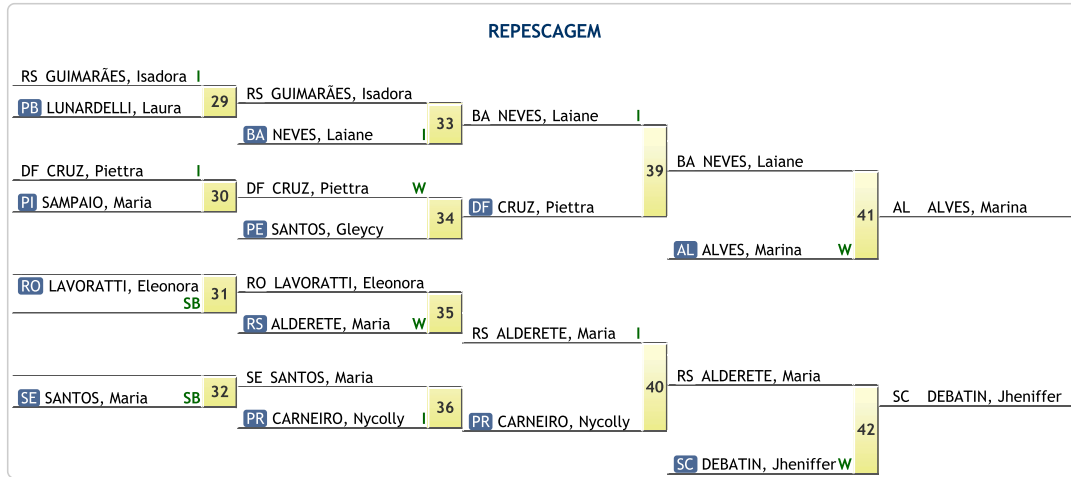 REPESCAGEM
RS GUIMARÃES, Isadora I
PB LUNARDELLI, Laura
29
RS GUIMARÃES, Isadora
BA NEVES, Laiane I
33
BA NEVES, Laiane I
DF CRUZ, Piettra I
PI SAMPAIO, Maria
30
DF CRUZ, Piettra W
PE SANTOS, Gleycy
34
DF CRUZ, Piettra
39
BA NEVES, Laiane
AL ALVES, Marina W
41
AL ALVES, Marina
RO LAVORATTI, Eleonora
SB
31
RO LAVORATTI, Eleonora
RS ALDERETE, Maria W
35
RS ALDERETE, Maria I
SE SANTOS, Maria SB
32
SE SANTOS, Maria
PR CARNEIRO, Nycolly I
36
PR CARNEIRO, Nycolly
40
RS ALDERETE, Maria
SC DEBATIN, Jheniffer W
42
SC DEBATIN, Jheniffer